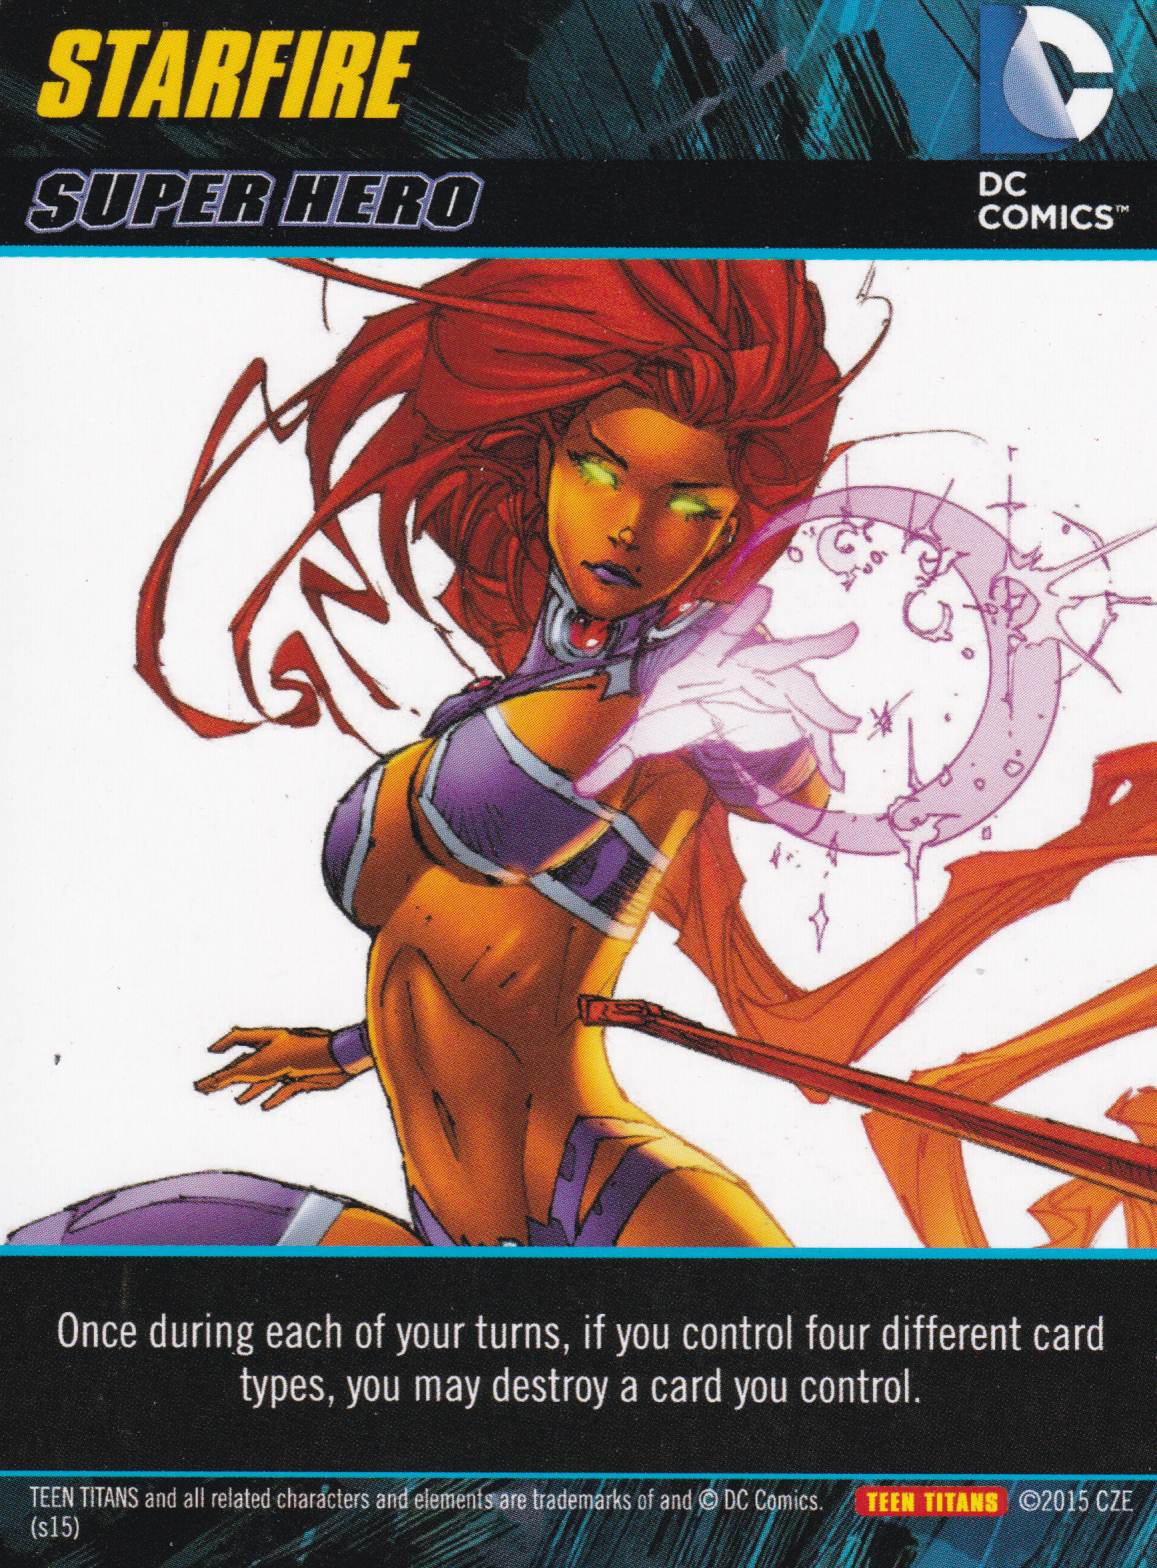 STARFIRE
SUPER HERO
DC
COMICS™
Once during each of your turns, if you control four different card
types, you may destroy a card you control.
TEEN TITANS and all related characters and elements are trademarks of and © DC Comics.
(s15)
TEEN TITANS
©2015 CZE